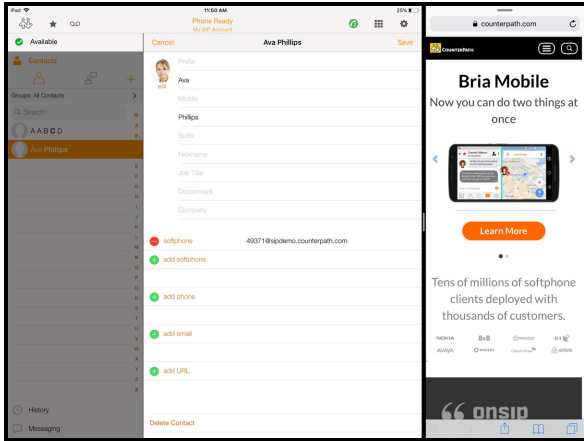 iPad
11:50 AM
25%
Phone Ready
My SIP Account
Available
Cancel
Ava Phillips
Save
Contacts
Groups: All Contacts
Search
A A B C D
Ava Phillips
History
Messaging
edit
Prefix
Ava
Middle
Phillips
Suffix
Nickname
Job Title
Department
Company
softphone
49371@sipdemo.counterpath.com
add softphone
add phone
add email
add URL
Delete Contact
counterpath.com
COUNTERPATH
Bria Mobile
Now you can do two things at
once
Learn More
Tens of millions of softphone
clients deployed with
thousands of customers.
NOKIA
8x8
AVAYA
ROGERS
onsip